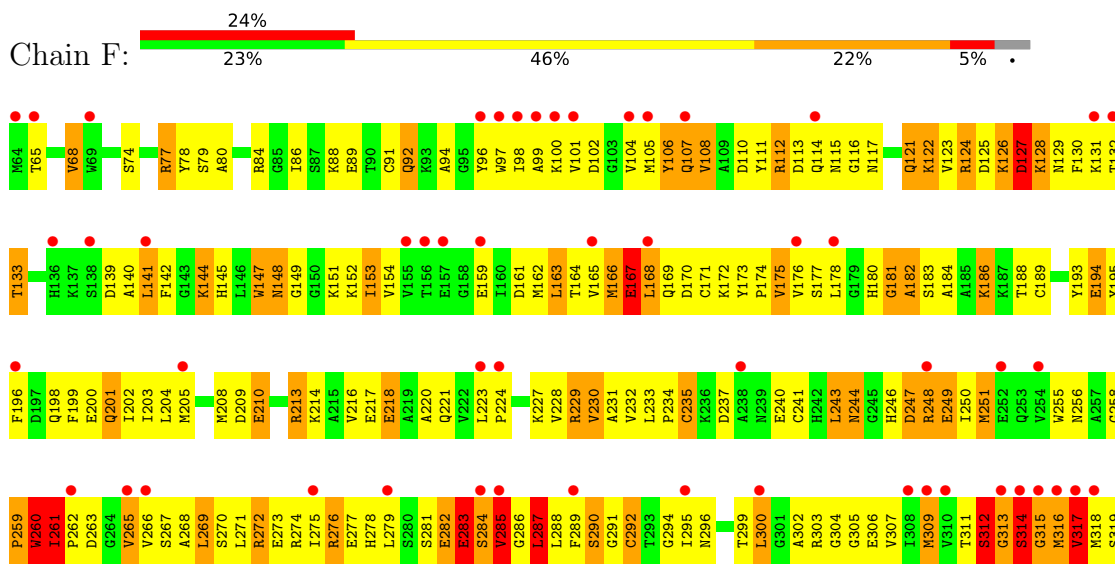 24%
Chain F:
23% 46% 22% 5% •
M64 T65 V68 W69 S74 R77 Y78 S79 A80 R84 G85 I86 S87 K88 E89 T90 C91 Q92 K93 A94 G95 Y96 W97 I98 A99 K100 V101 D102 G103 V104 M105 Y106 Q107 V108 A109 D110 Y111 R112 D113 Q114 N115 G116 N117 Q121 K122 V123 R124 D125 K126 D127 K128 N129 F130 K131 T132
T133 H136 K137 S138 D139 A140 L141 F142 G143 K144 H145 L146 W147 N148 G149 G150 K151 K152 I153 V154 V155 T156 E157 G158 E159 I160 D161 M162 L163 T164 V165 M166 E167 L168 Q169 D170 C171 K172 Y173 P174 V175 V176 S177 L178 G179 H180 G181 A182 S183 A184 A185 K186 K187 T188 C189 Y193 E194 Y195
F196 D197 Q198 F199 E200 Q201 I202 I203 L204 M205 M208 D209 E210 R213 K214 A215 V216 E217 E218 A219 A220 Q221 V222 L223 P224 K227 V228 R229 V230 A231 V232 L233 P234 C235 K236 D237 A238 N239 E240 C241 H242 L243 N244 G245 H246 D247 R248 E249 I250 M251 E252 Q253 V254 W255 N256 A257 G258
P259 W260 I261 P262 D263 G264 V265 V266 S267 A268 L269 S270 L271 R272 E273 R274 I275 R276 E277 H278 L279 S280 S281 E282 E283 S284 V285 G286 L287 L288 F289 S290 G291 C292 T293 G294 I295 N296 T299 L300 G301 A302 R303 G304 G305 E306 V307 I308 M309 V310 T311 S312 G313 S314 G315 M316 V317 M318 S319